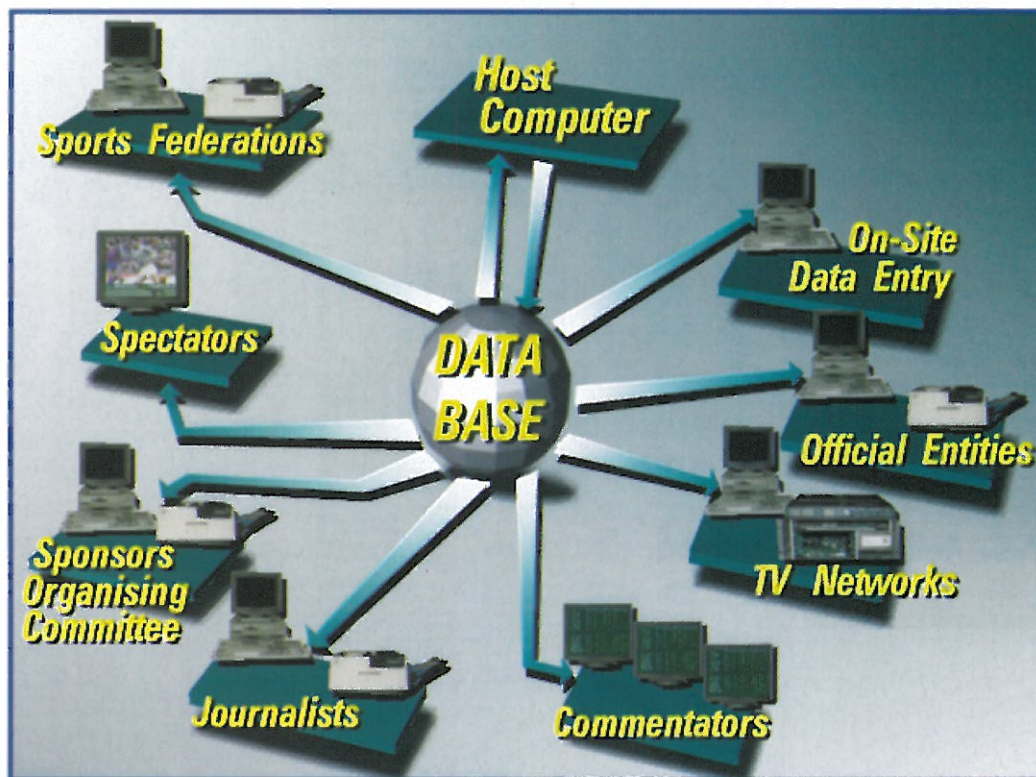 Sports Federations
Host
Computer
On-Site
Data Entry
Spectators
DATA
BASE
Official Entities
Sponsors
Organising
Committee
TV Networks
Journalists
Commentators